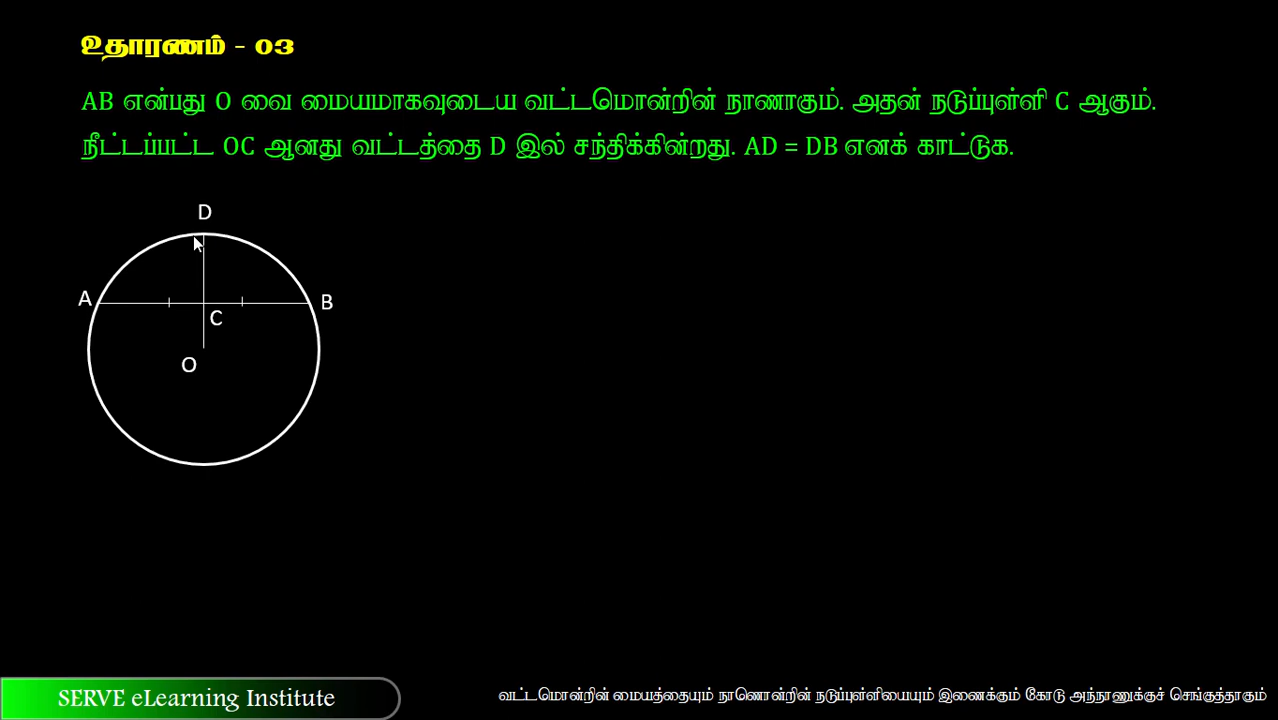 உதாரணம் - 03
AB என்பது O வை மையமாகவுடைய வட்டமொன்றின் நாணாகும். அதன் நடுப்புள்ளி C ஆகும்.
நீட்டப்பட்ட OC ஆனது வட்டத்தை D இல் சந்திக்கின்றது. AD = DB எனக் காட்டுக.
D
A
B
C
O
SERVE eLearning Institute
வட்டமொன்றின் மையத்தையும் நாணொன்றின் நடுப்புள்ளியையும் இணைக்கும் கோடு அந்நாணுக்குச் செங்குத்தாகும்